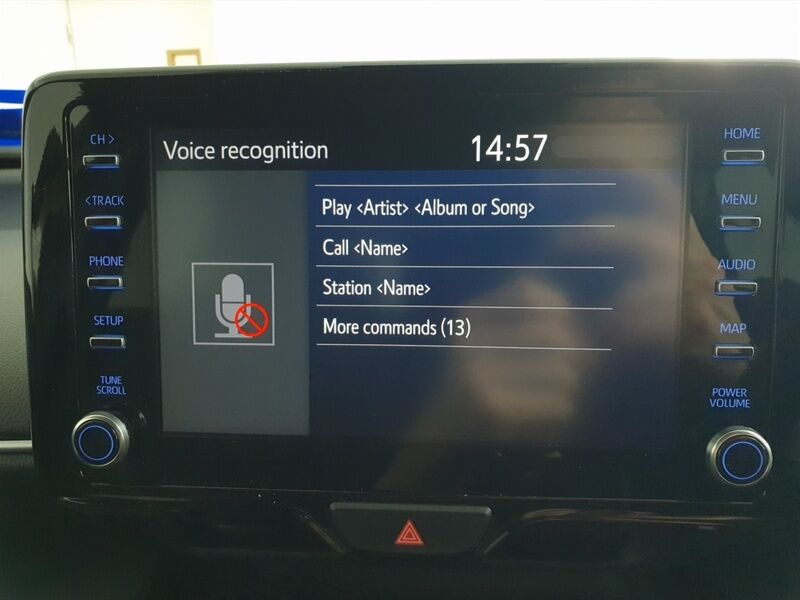 CH >
<TRACK
PHONE
SETUP
TUNE
SCROLL
Voice recognition
14:57
Play <Artist> <Album or Song>
Call <Name>
Station <Name>
More commands (13)
HOME
MENU
AUDIO
MAP
POWER
VOLUME